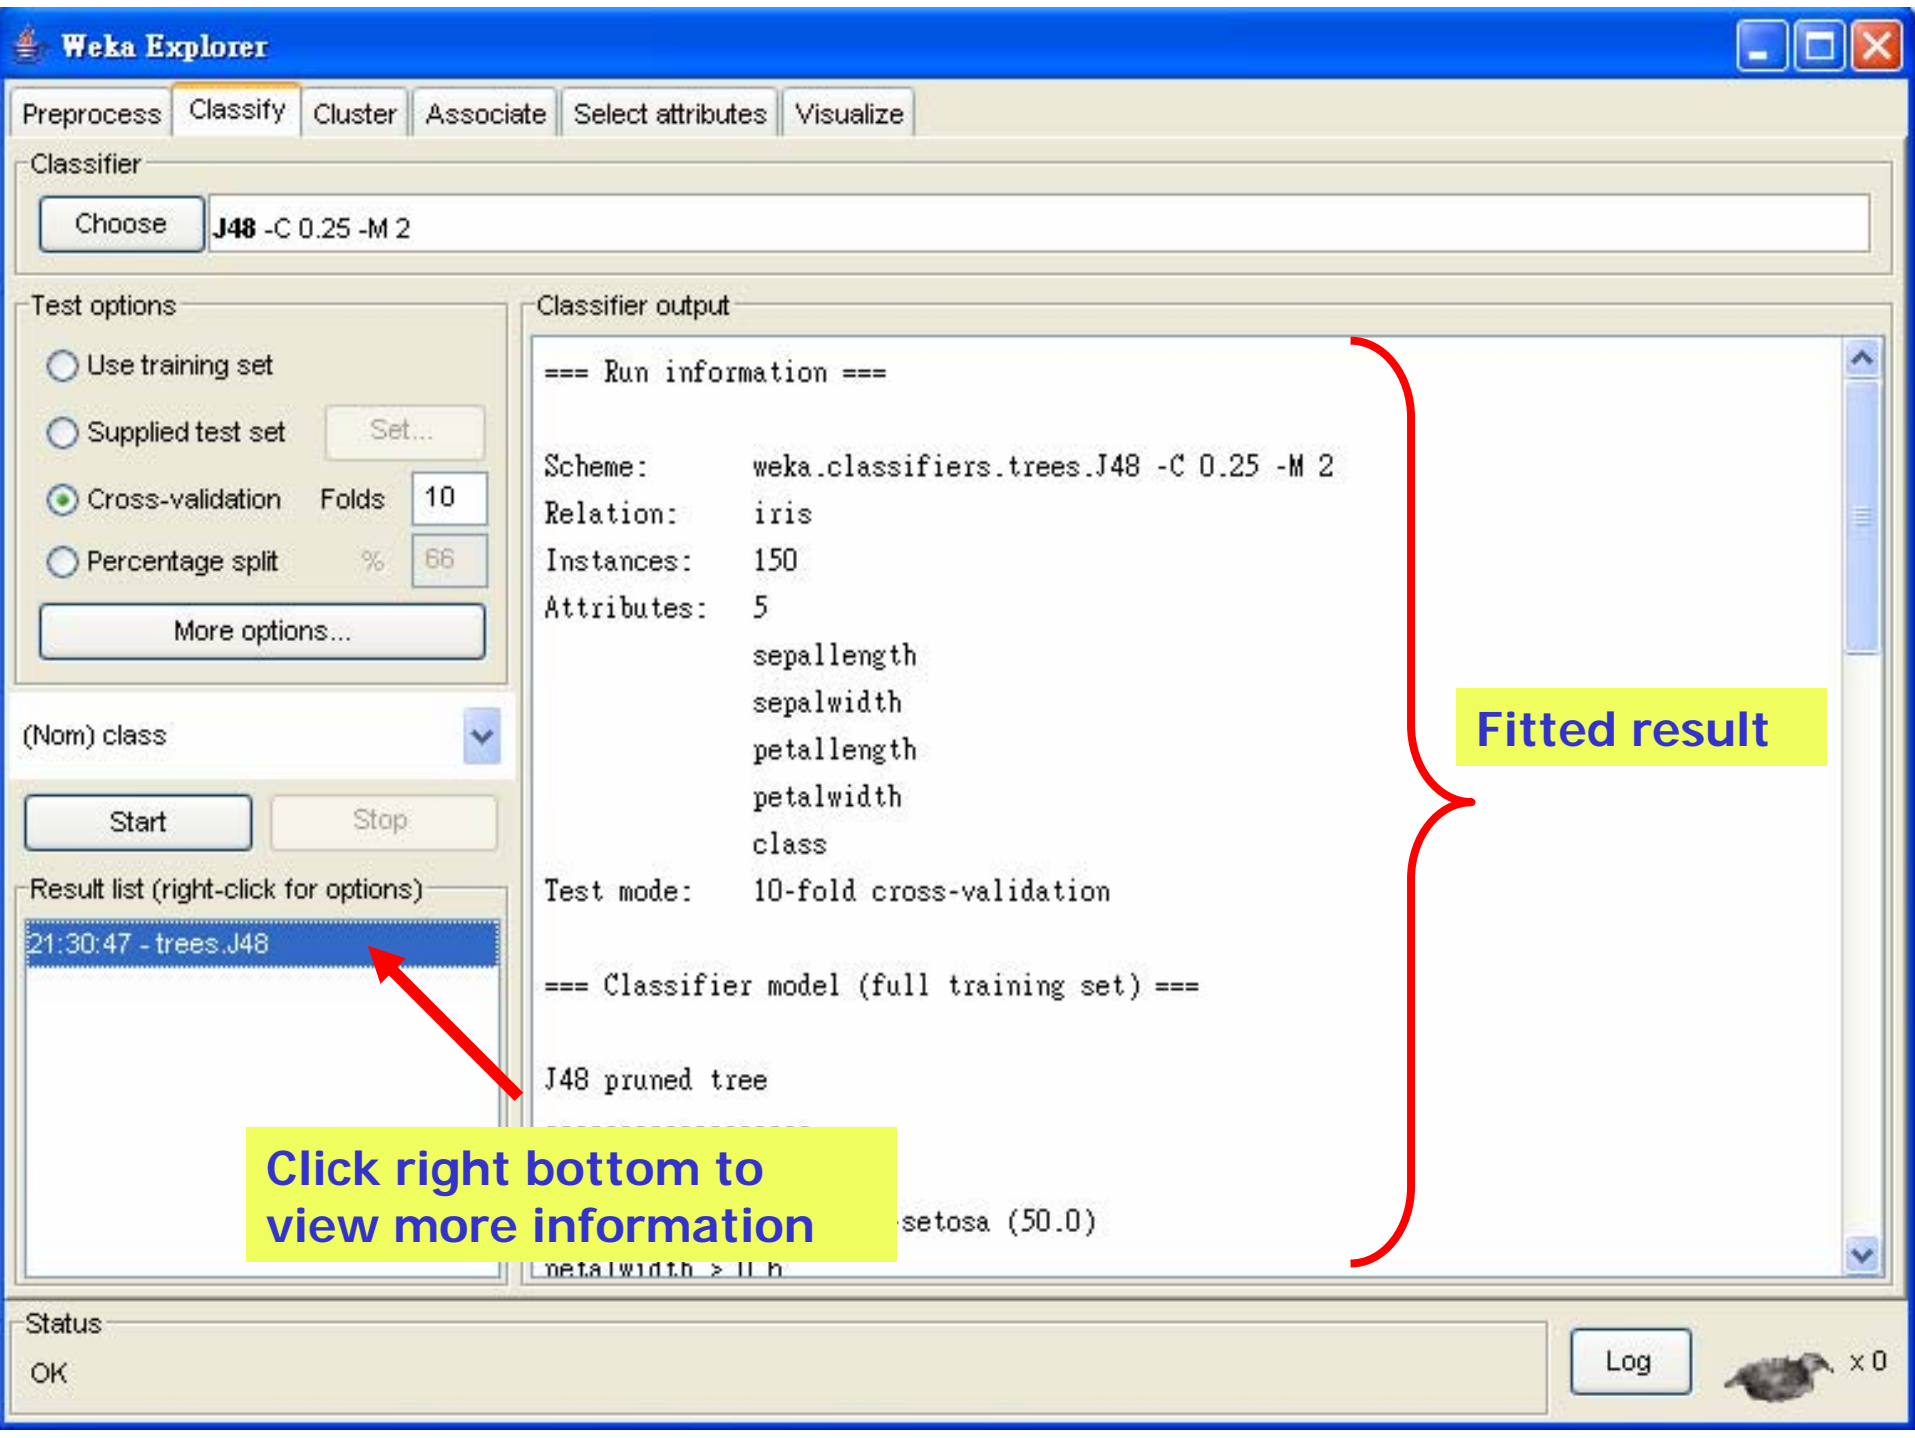 Weka Explorer
Preprocess Classify Cluster Associate Select attributes Visualize
Classifier
Choose J48 -C 0.25 -M 2
Test options
Use training set
Supplied test set Set...
Cross-validation Folds 10
Percentage split % 66
More options...
(Nom) class
Start Stop
Result list (right-click for options)
21:30:47 - trees.J48
Classifier output
=== Run information ===
Scheme: weka.classifiers.trees.J48 -C 0.25 -M 2
Relation: iris
Instances: 150
Attributes: 5
sepallength
sepalwidth
petallength
petalwidth
class
Test mode: 10-fold cross-validation
=== Classifier model (full training set) ===
J48 pruned tree
------------------
-setosa (50.0)
petalwidth >
Fitted result
Click right bottom to
view more information
Status
OK
Log x 0